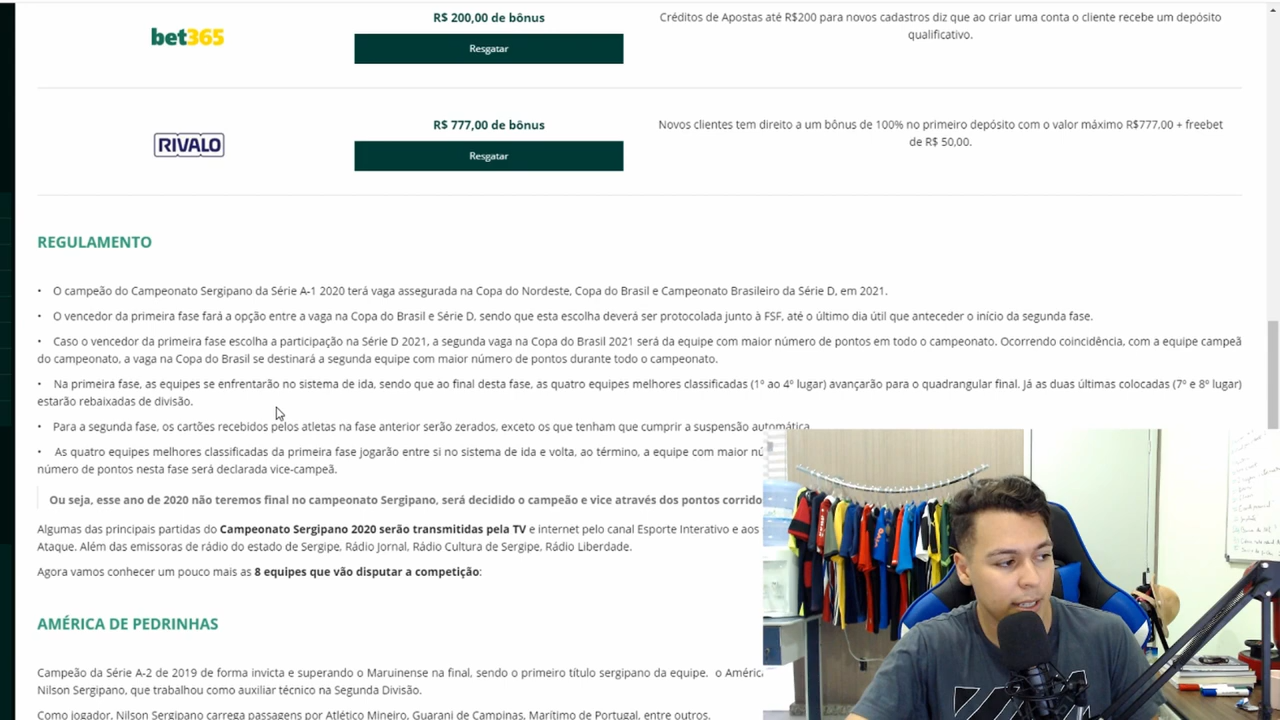 R$ 200,00 de bônus
Créditos de Apostas até R$200 para novos cadastros diz que ao criar uma conta o cliente recebe um depósito
bet365
Resgatar
qualificativo.
R$ 777,00 de bônus
Novos clientes tem direito a um bônus de 100% no primeiro depósito com o valor máximo R$777,00 + freebet
RIVALO
Resgatar
de R$ 50,00.
REGULAMENTO
• O campeão do Campeonato Sergipano da Série A-1 2020 terá vaga assegurada na Copa do Nordeste, Copa do Brasil e Campeonato Brasileiro da Série D, em 2021.
• O vencedor da primeira fase fará a opção entre a vaga na Copa do Brasil e Série D, sendo que esta escolha deverá ser protocolada junto à FSF, até o último dia útil que anteceder o início da segunda fase.
• Caso o vencedor da primeira fase escolha a participação na Série D 2021, a segunda vaga na Copa do Brasil 2021 será da equipe com maior número de pontos em todo o campeonato. Ocorrendo coincidência, com a equipe campeã
do campeonato, a vaga na Copa do Brasil se destinará a segunda equipe com maior número de pontos durante todo o campeonato.
• Na primeira fase, as equipes se enfrentarão no sistema de ida, sendo que ao final desta fase, as quatro equipes melhores classificadas (1º ao 4º lugar) avançarão para o quadrangular final. Já as duas últimas colocadas (7º e 8º lugar)
estarão rebaixadas de divisão.
• Para a segunda fase, os cartões recebidos pelos atletas na fase anterior serão zerados, exceto os que tenham que cumprir a suspensão automática.
• As quatro equipes melhores classificadas da primeira fase jogarão entre si no sistema de ida e volta, ao término, a equipe com maior nú
número de pontos nesta fase será declarada vice-campeã.
Ou seja, esse ano de 2020 não teremos final no campeonato Sergipano, será decidido o campeão e vice através dos pontos corrido
Algumas das principais partidas do Campeonato Sergipano 2020 serão transmitidas pela TV e internet pelo canal Esporte Interativo e aos
Ataque. Além das emissoras de rádio do estado de Sergipe, Rádio Jornal, Rádio Cultura de Sergipe, Rádio Liberdade.
Agora vamos conhecer um pouco mais as 8 equipes que vão disputar a competição:
AMÉRICA DE PEDRINHAS
Campeão da Série A-2 de 2019 de forma invicta e superando o Maruinense na final, sendo o primeiro título sergipano da equipe. o Améric
Nilson Sergipano, que trabalhou como auxiliar técnico na Segunda Divisão.
Como jogador, Nilson Sergipano carrega passagens por Atlético Mineiro, Guarani de Campinas, Marítimo de Portugal, entre outros.